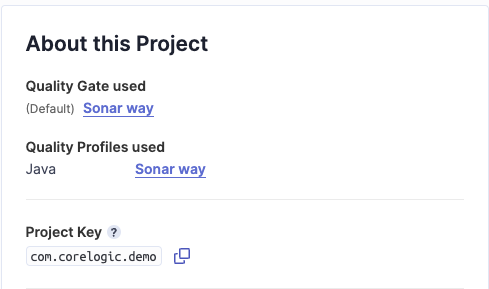 About this Project
Quality Gate used
(Default) Sonar way
Quality Profiles used
Java Sonar way
Project Key ?
com.corelogic.demo